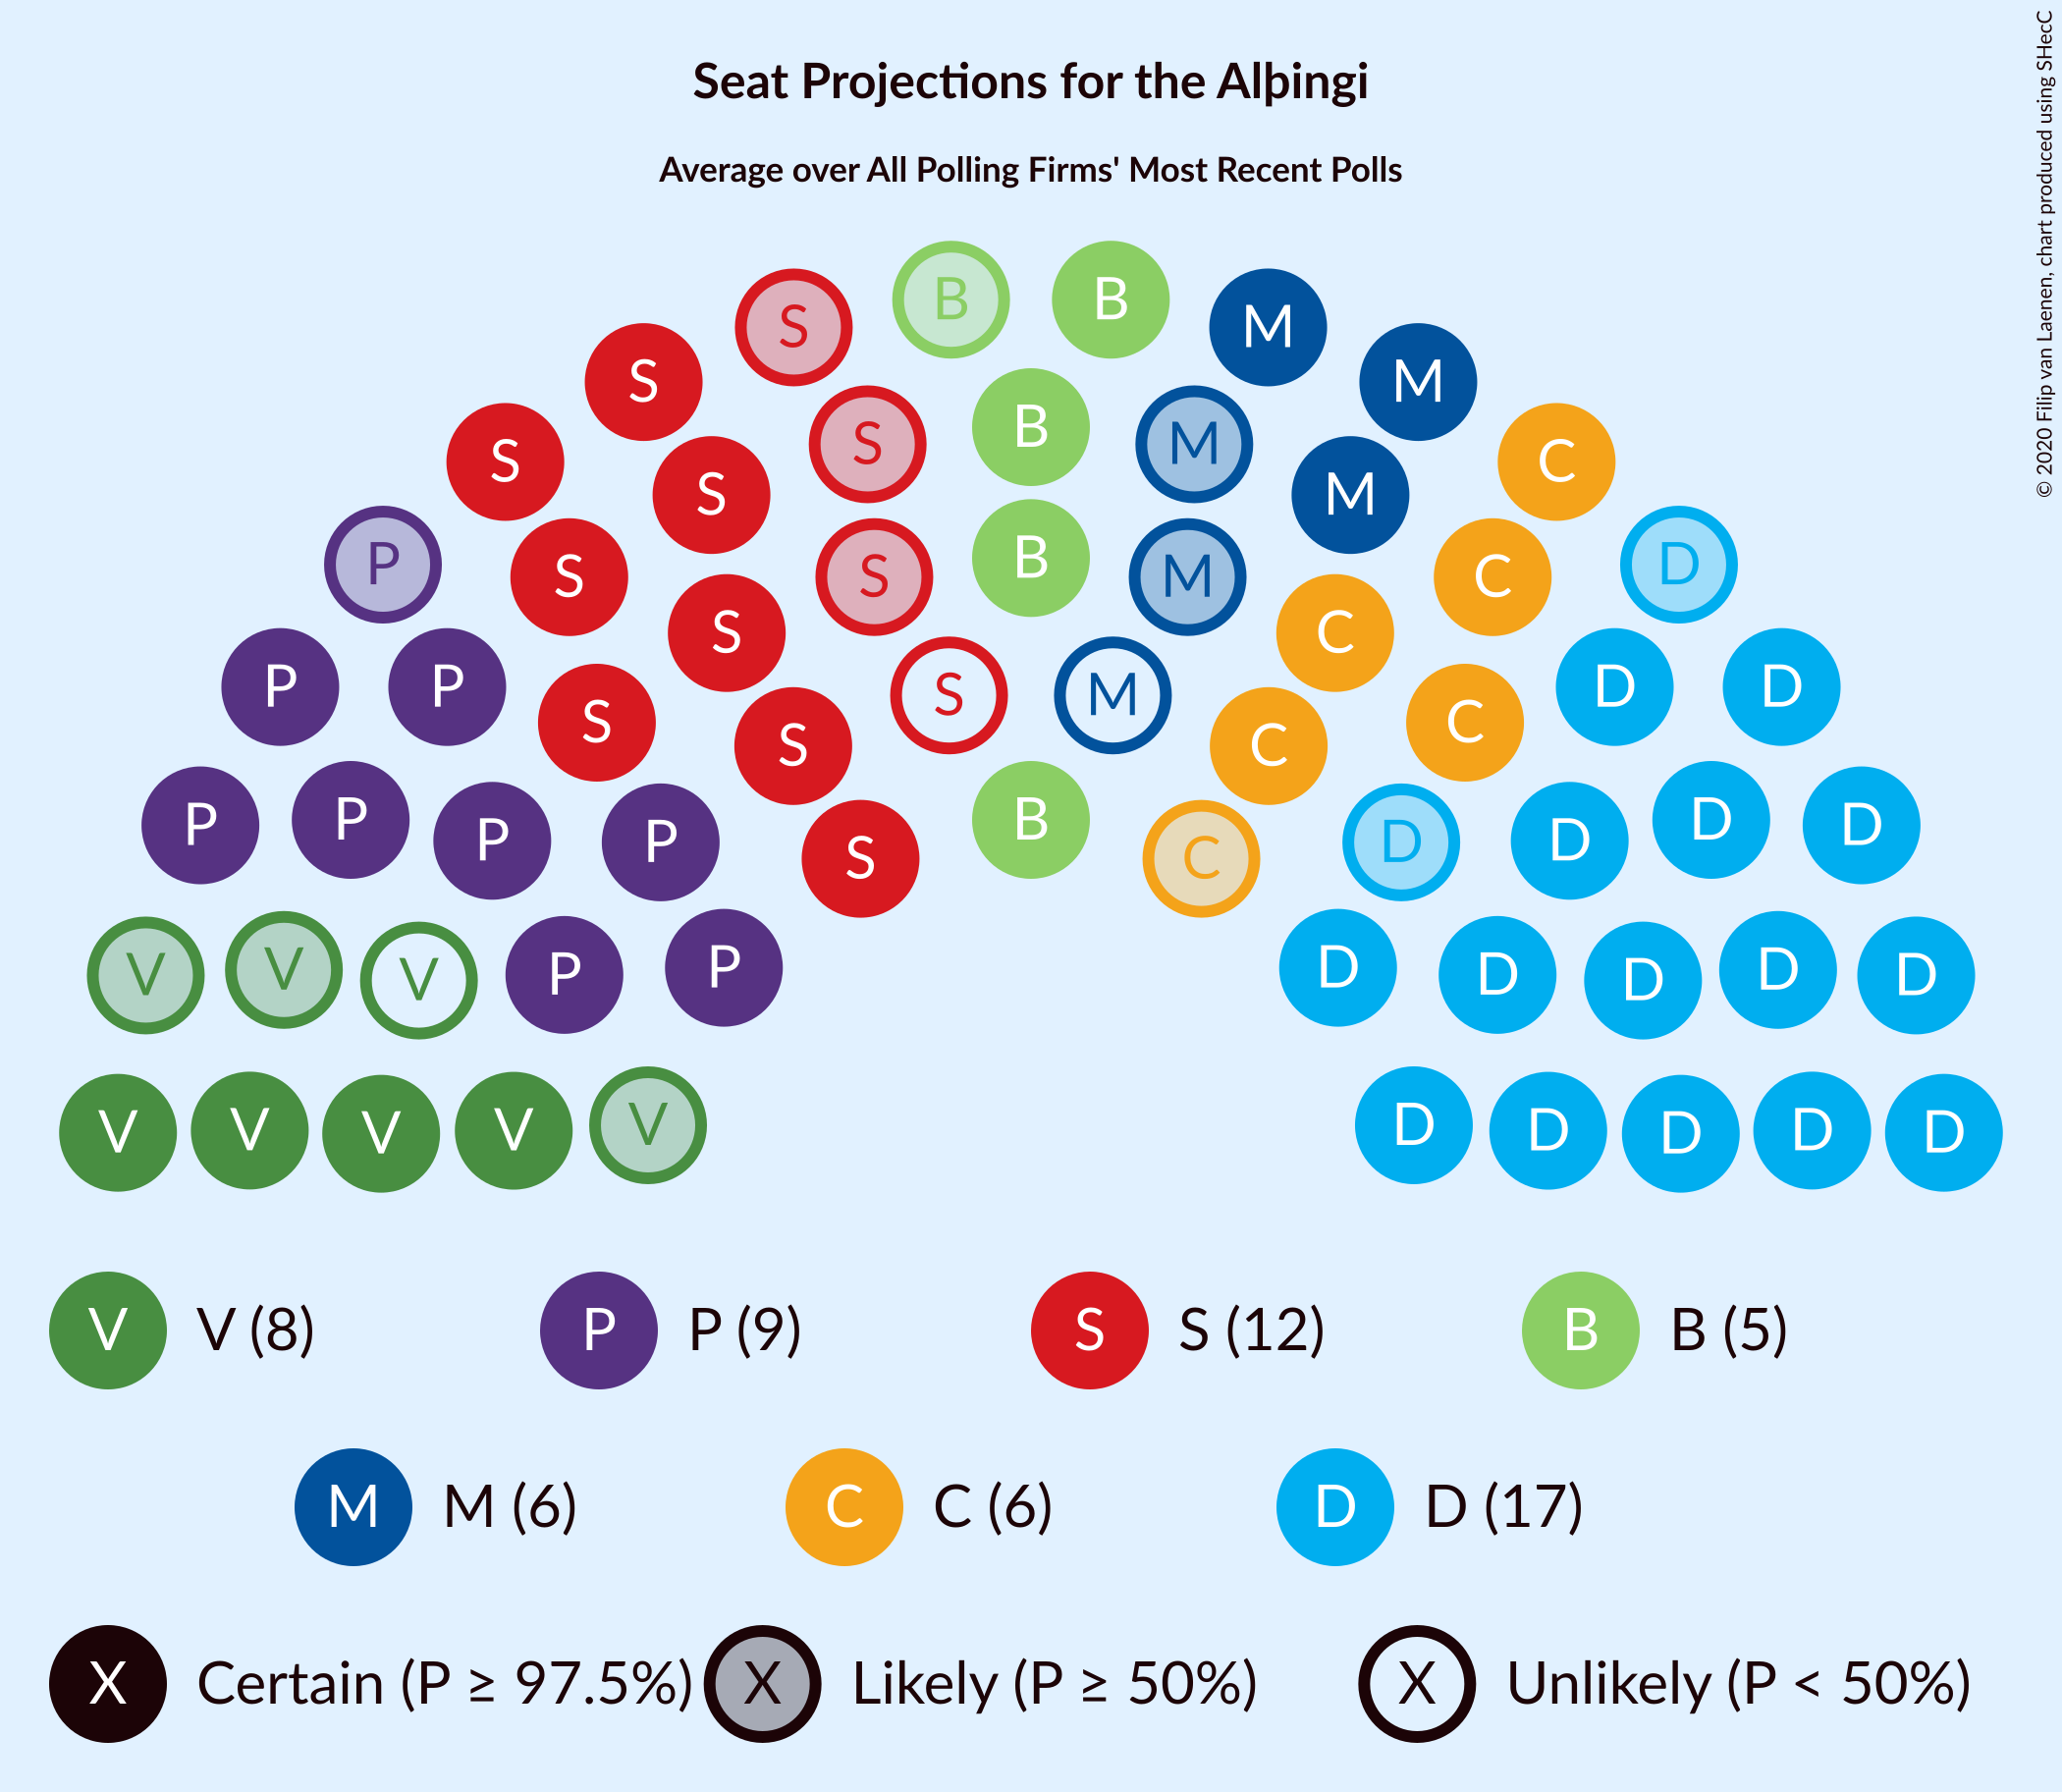 © 2020 Filip van Laenen, chart produced using SHecC
Seat Projections for the Alþingi
Average over All Polling Firms' Most Recent Polls
B B
S M
S M
B
S M
S C
S M
B
P S S M C D
S C
P P S M D D
S S C C
P P P P S B C D D D D
V V V P P D D D D D
V V V V V D D D D D
V V (8) P P (9) S S (12) B B (5)
M M (6) C C (6) D D (17)
X Certain (P ≥ 97.5%) X Likely (P ≥ 50%) X Unlikely (P < 50%)